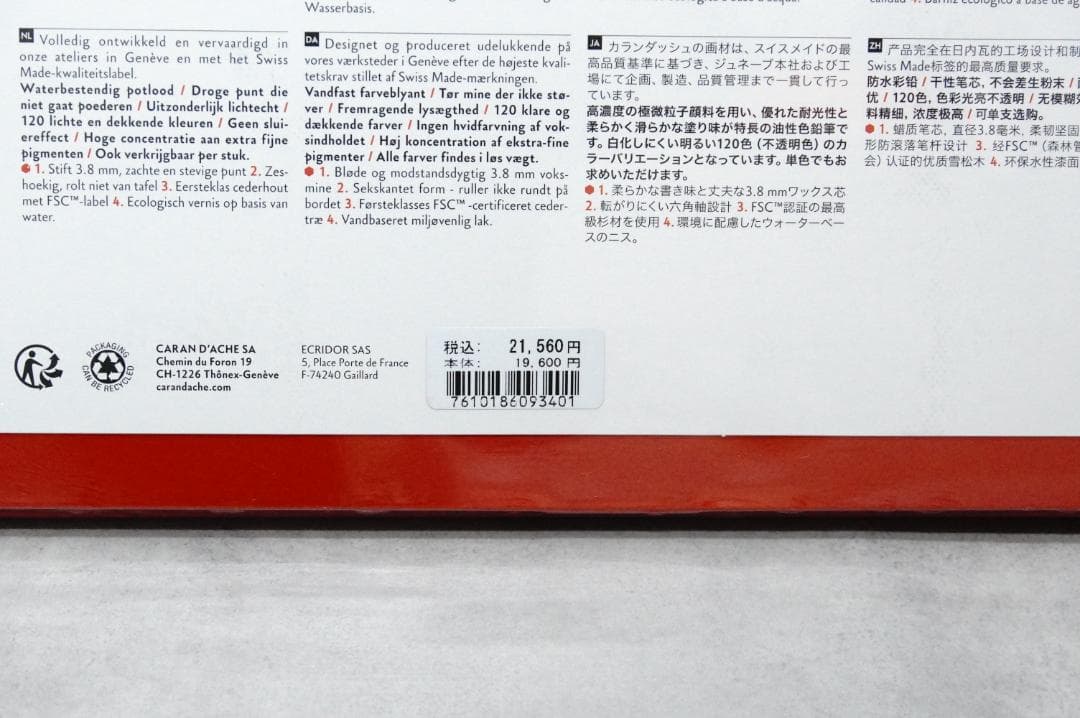 Wasserbasis.
NL Volledig ontwikkeld en vervaardigd in
onze ateliers in Genève en met het Swiss
Made-kwaliteitslabel.
Waterbestendig potlood / Droge punt die
niet gaat poederen / Uitzonderlijk lichtecht /
120 lichte en dekkende kleuren / Geen slui-
ereffect / Hoge concentratie aan extra fijne
pigmenten / Ook verkrijgbaar per stuk.
1. Stift 3.8 mm, zachte en stevige punt 2. Zes-
hoekig, rolt niet van tafel 3. Eersteklas cederhout
met FSC™-label 4. Ecologisch vernis op basis van
water.
DA Designet og produceret udelukkende på
vores værksteder i Genève efter de højeste kvali-
tetskrav stillet af Swiss Made-mærkningen.
Vandfast farveblyant / Tør mine der ikke stø-
ver / Fremragende lysægthed / 120 klare og
dækkende farver / Ingen hvidfarvning af vok-
sindholdet / Høj koncentration af ekstra-fine
pigmenter / Alle farver findes i løs vægt.
1. Bløde og modstandsdygtig 3.8 mm voks-
mine 2. Sekskantet form - ruller ikke rundt på
bordet 3. Førsteklasses FSC™-certificeret ceder-
træ 4. Vandbaseret miljøvenlig lak.
JA カランダッシュの画材は、スイスメイドの最
高品質基準に基づき、ジュネーブ本社および工
場にて企画、製造、品質管理まで一貫して行っ
ています。
高濃度の極微粒子顔料を用い、優れた耐光性と
柔らかく滑らかな塗り味が特長の油性色鉛筆で
す。白化しにくい明るい120色（不透明色）のカ
ラーバリエーションとなっています。単色でもお
求めいただけます。
1. 柔らかな書き味と丈夫な3.8 mmワックス芯
2. 転がりにくい六角軸設計 3. FSC™認証の最高
級杉材を使用 4. 環境に配慮したウォーターベー
スのニス。
ZH 产品完全在日内瓦的工场设计和制
Swiss Made标签的最高质量要求。
防水彩铅 / 干性笔芯，不会差生粉末 /
优 / 120色，色彩光亮不透明 / 无模糊
料精细，浓度极高 / 可单支选购。
1. 蜡质笔芯，直径3.8毫米，柔韧坚固
形防滚落笔杆设计 3. 经FSC™（森林管
会）认证的优质雪松木 4. 环保水性漆面
PACKAGING
CAN BE RECYCLED
CARAN D'ACHE SA
Chemin du Foron 19
CH-1226 Thônex-Genève
carandache.com
ECRIDOR SAS
5, Place Porte de France
F-74240 Gaillard
税込: 21,560円
本体: 19,600 円
7610186093401